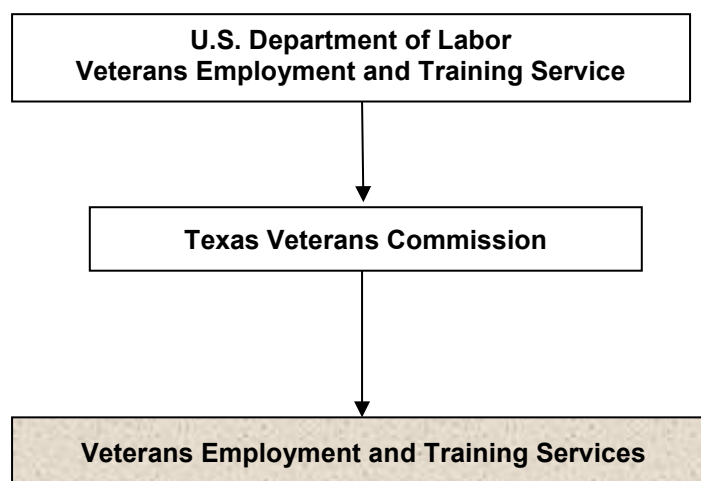 U.S. Department of Labor
Veterans Employment and Training Service
Texas Veterans Commission
Veterans Employment and Training Services